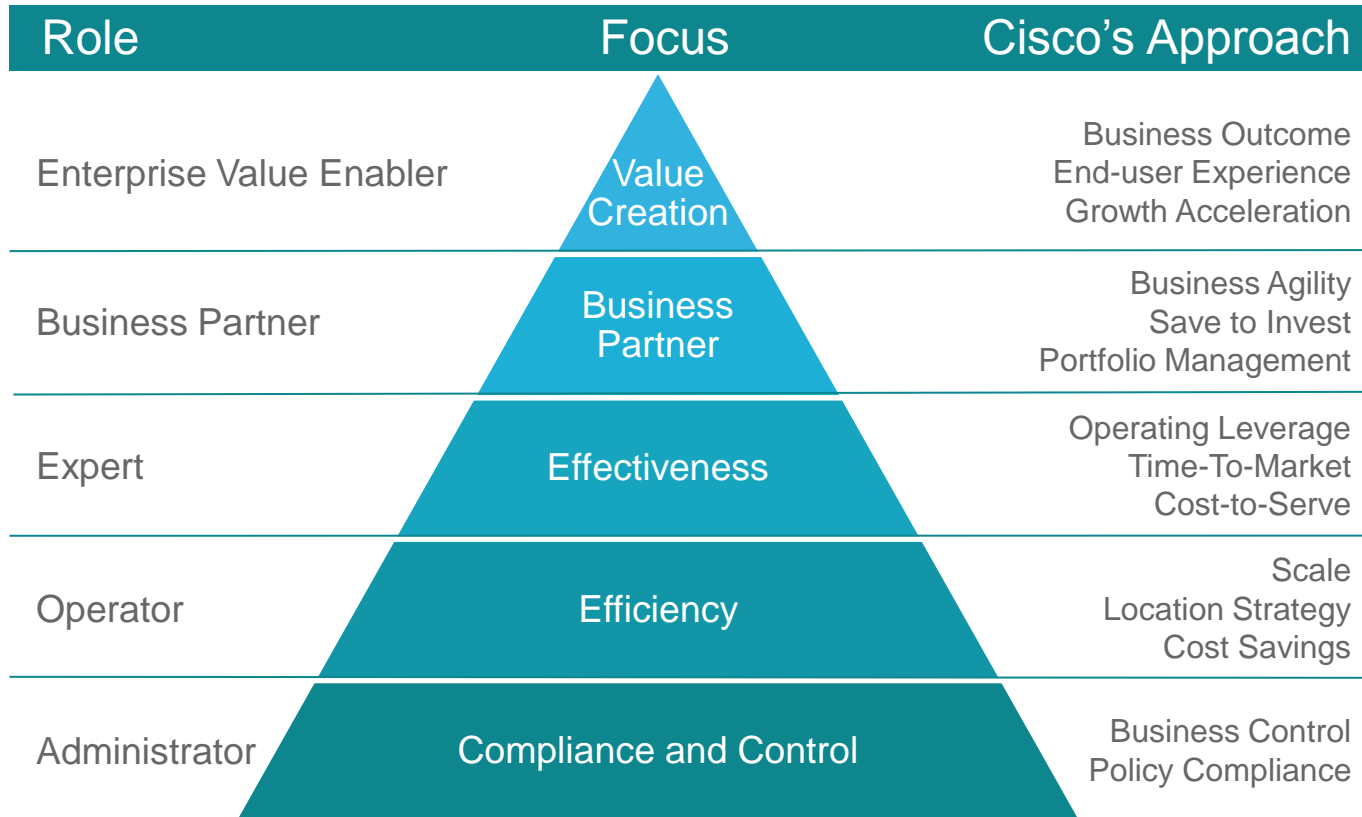 Role
Focus
Cisco's Approach
Enterprise Value Enabler
Value
Creation
Business Outcome
End-user Experience
Growth Acceleration
Business Partner
Business
Partner
Business Agility
Save to Invest
Portfolio Management
Expert
Effectiveness
Operating Leverage
Time-To-Market
Cost-to-Serve
Operator
Efficiency
Scale
Location Strategy
Cost Savings
Administrator
Compliance and Control
Business Control
Policy Compliance